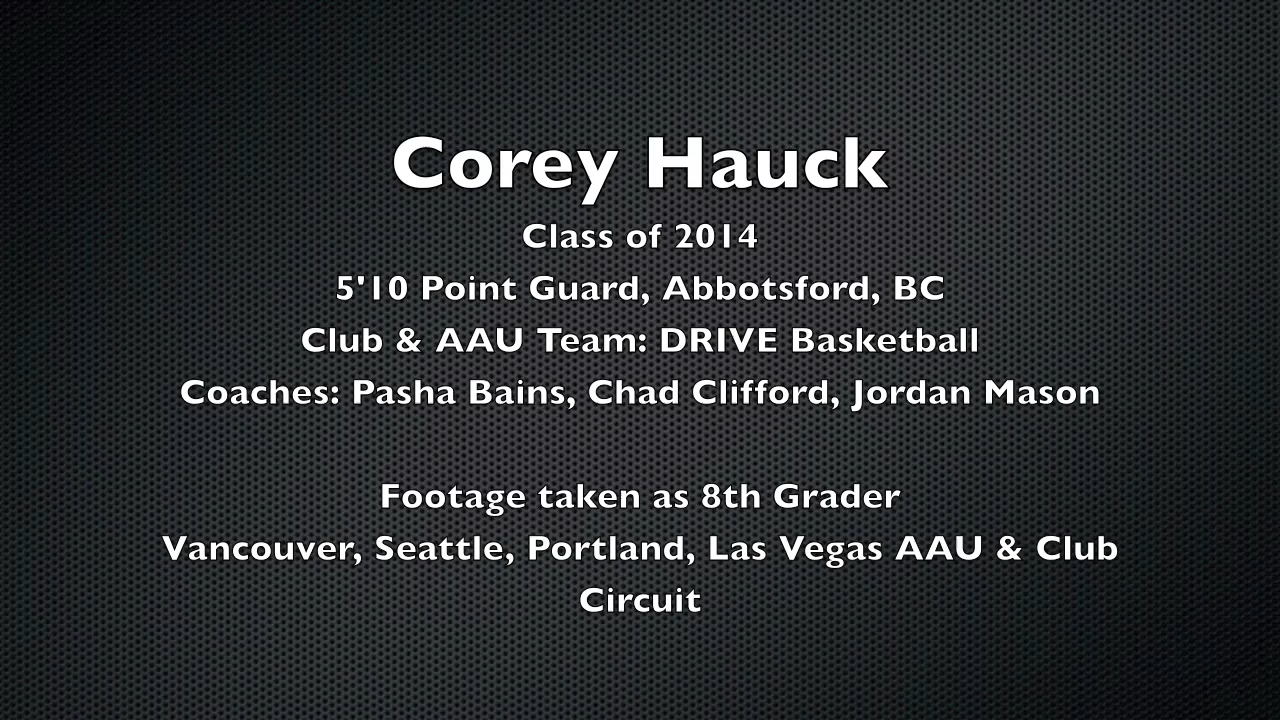 Corey Hauck
Class of 2014
5'10 Point Guard, Abbotsford, BC
Club & AAU Team: DRIVE Basketball
Coaches: Pasha Bains, Chad Clifford, Jordan Mason
Footage taken as 8th Grader
Vancouver, Seattle, Portland, Las Vegas AAU & Club
Circuit